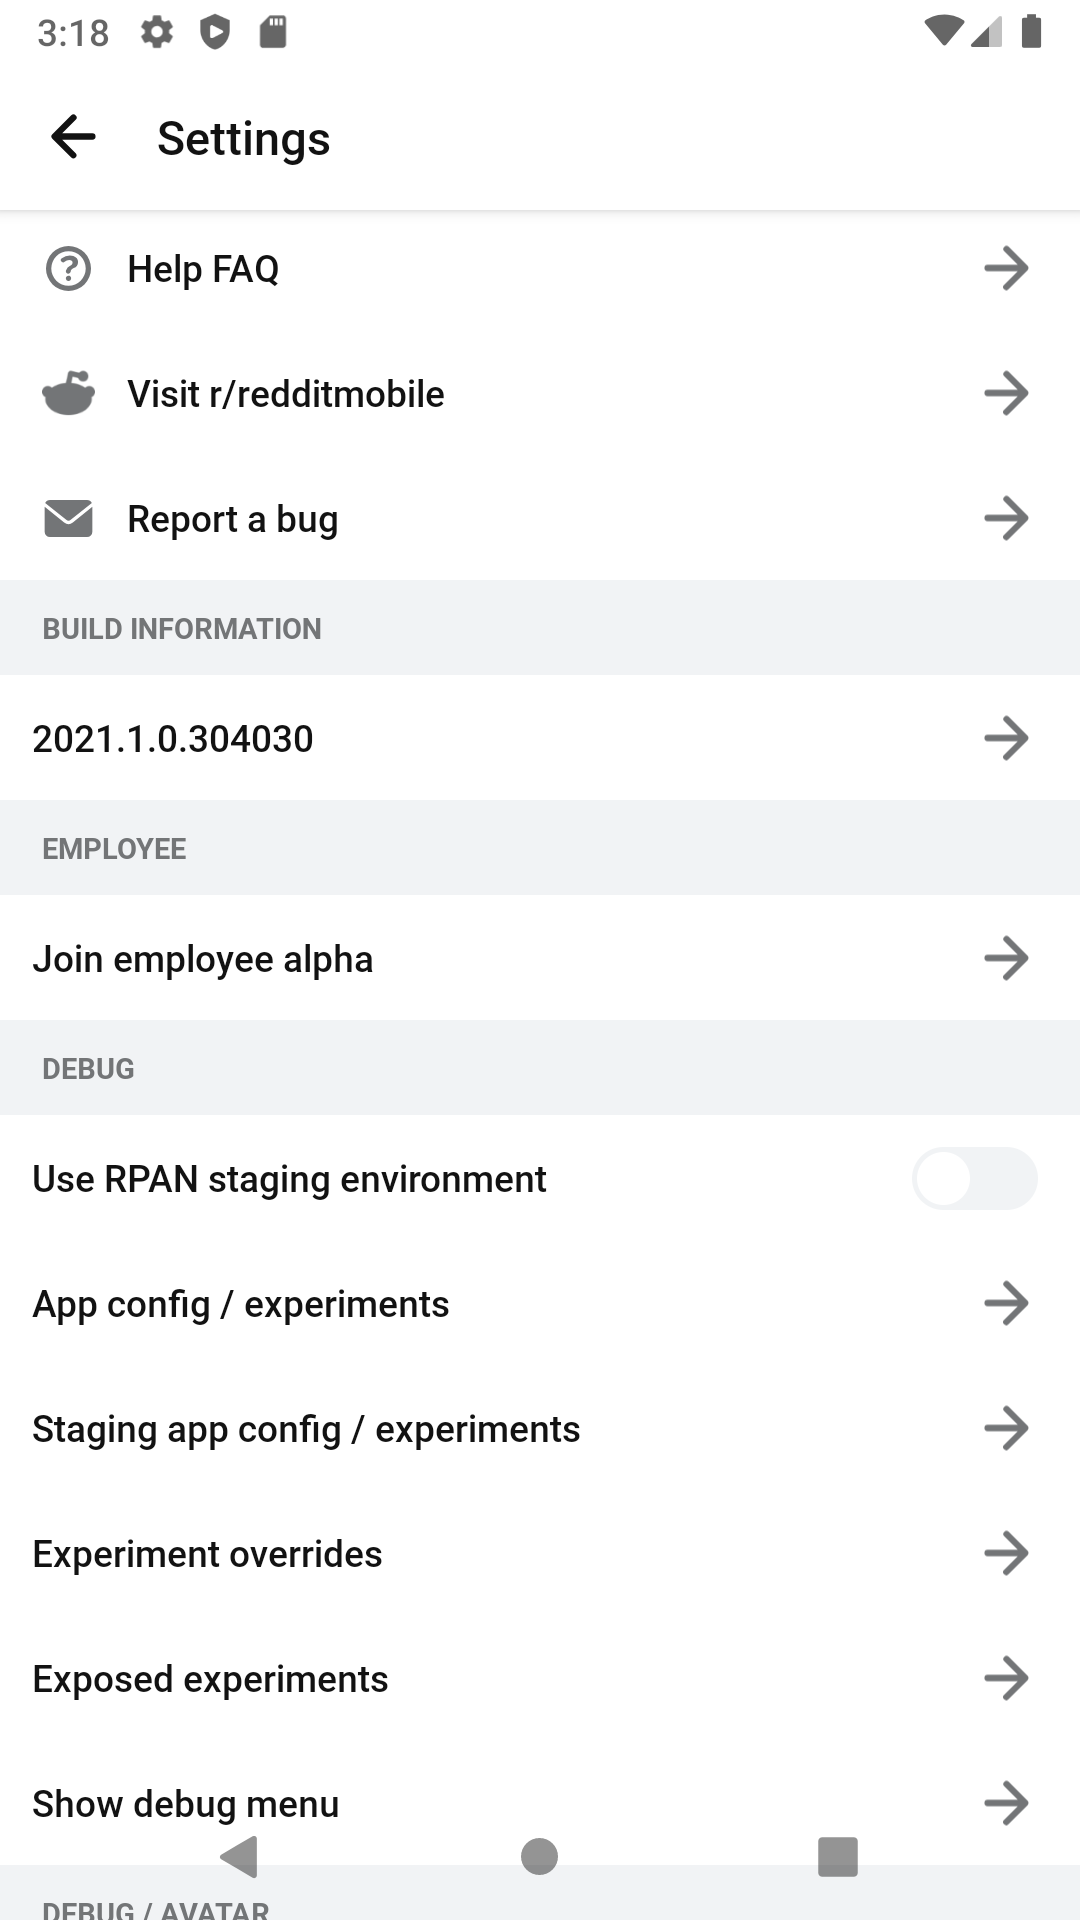 3:18
Settings
Help FAQ
Visit r/redditmobile
Report a bug
BUILD INFORMATION
2021.1.0.304030
EMPLOYEE
Join employee alpha
DEBUG
Use RPAN staging environment
App config / experiments
Staging app config / experiments
Experiment overrides
Exposed experiments
Show debug menu
DEBUG / AVATAR